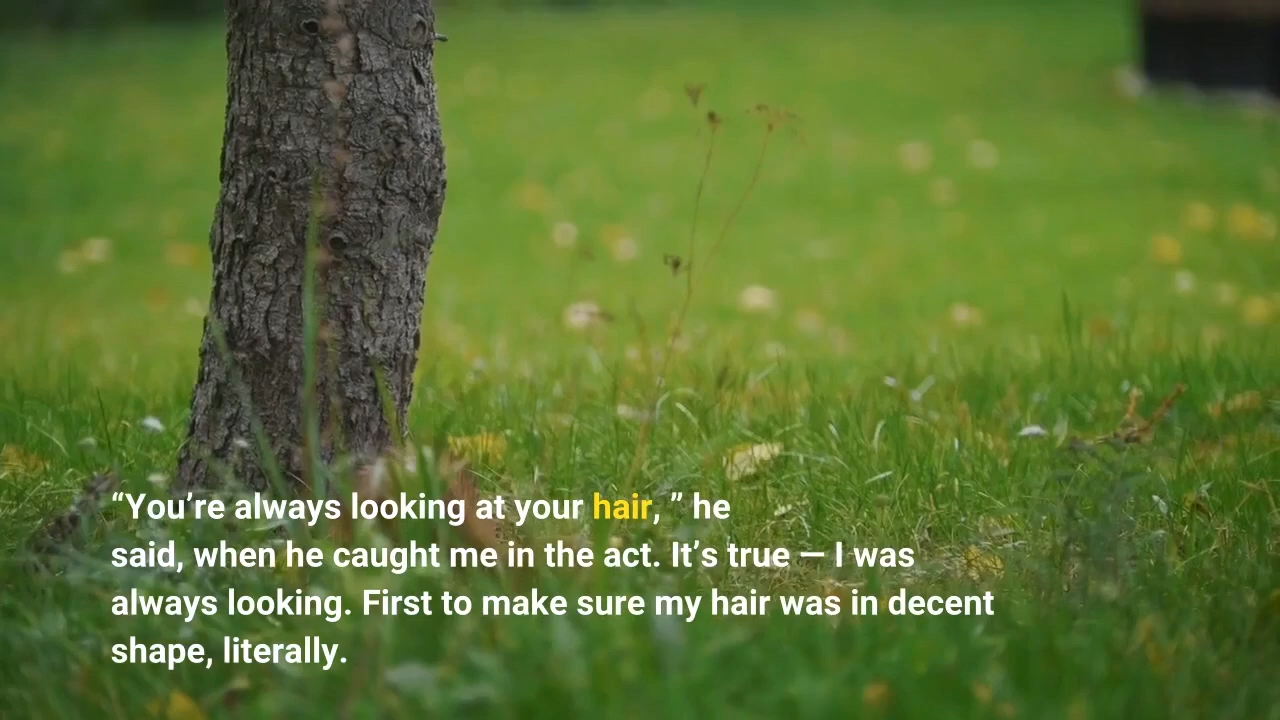 “You’re always looking at your hair, ” he
said, when he caught me in the act. It’s true — I was
always looking. First to make sure my hair was in decent
shape, literally.